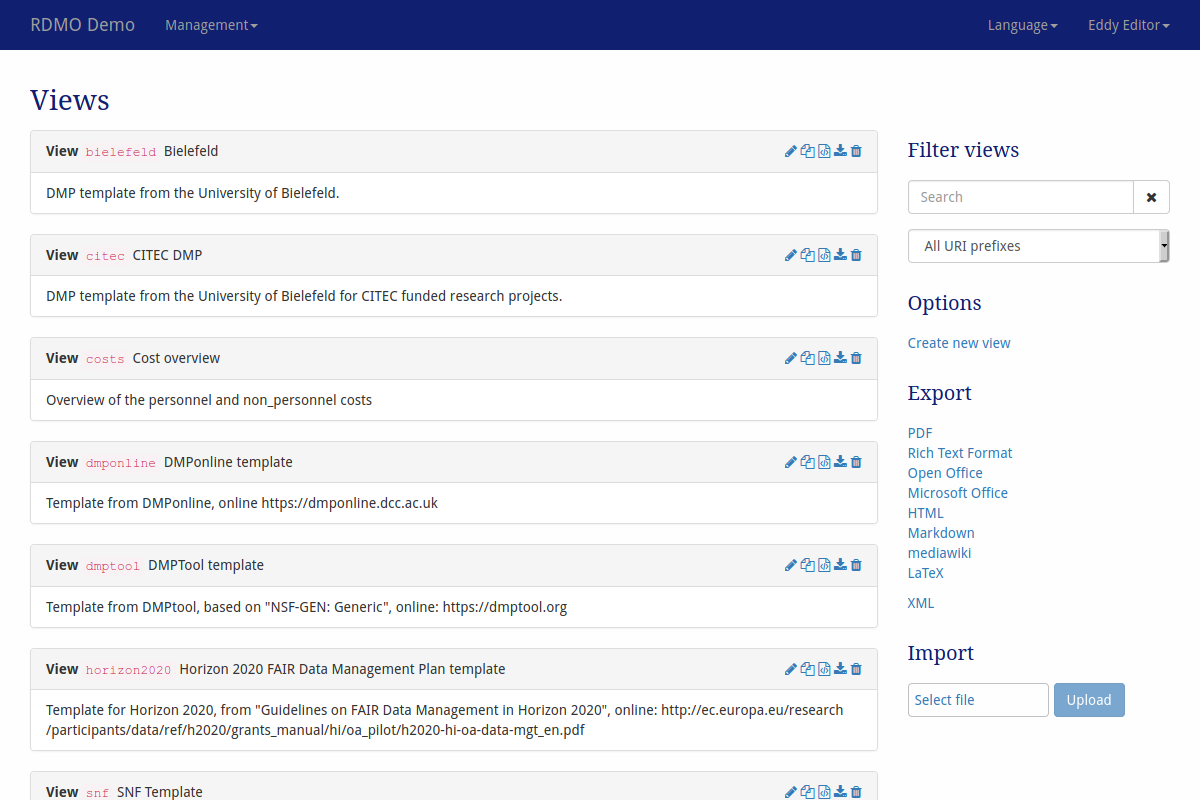 RDMO Demo Management Language Eddy Editor
Views
View bielefeld Bielefeld
DMP template from the University of Bielefeld.
View citec CITEC DMP
DMP template from the University of Bielefeld for CITEC funded research projects.
View costs Cost overview
Overview of the personnel and non_personnel costs
View dmponline DMPonline template
Template from DMPonline, online https://dmponline.dcc.ac.uk
View dmptool DMPTool template
Template from DMPtool, based on "NSF-GEN: Generic", online: https://dmptool.org
View horizon2020 Horizon 2020 FAIR Data Management Plan template
Template for Horizon 2020, from "Guidelines on FAIR Data Management in Horizon 2020", online: http://ec.europa.eu/research
/participants/data/ref/h2020/grants_manual/hi/oa_pilot/h2020-hi-oa-data-mgt_en.pdf
View snf SNF Template
Filter views
Search
All URI prefixes
Options
Create new view
Export
PDF
Rich Text Format
Open Office
Microsoft Office
HTML
Markdown
mediawiki
LaTeX
XML
Import
Select file Upload